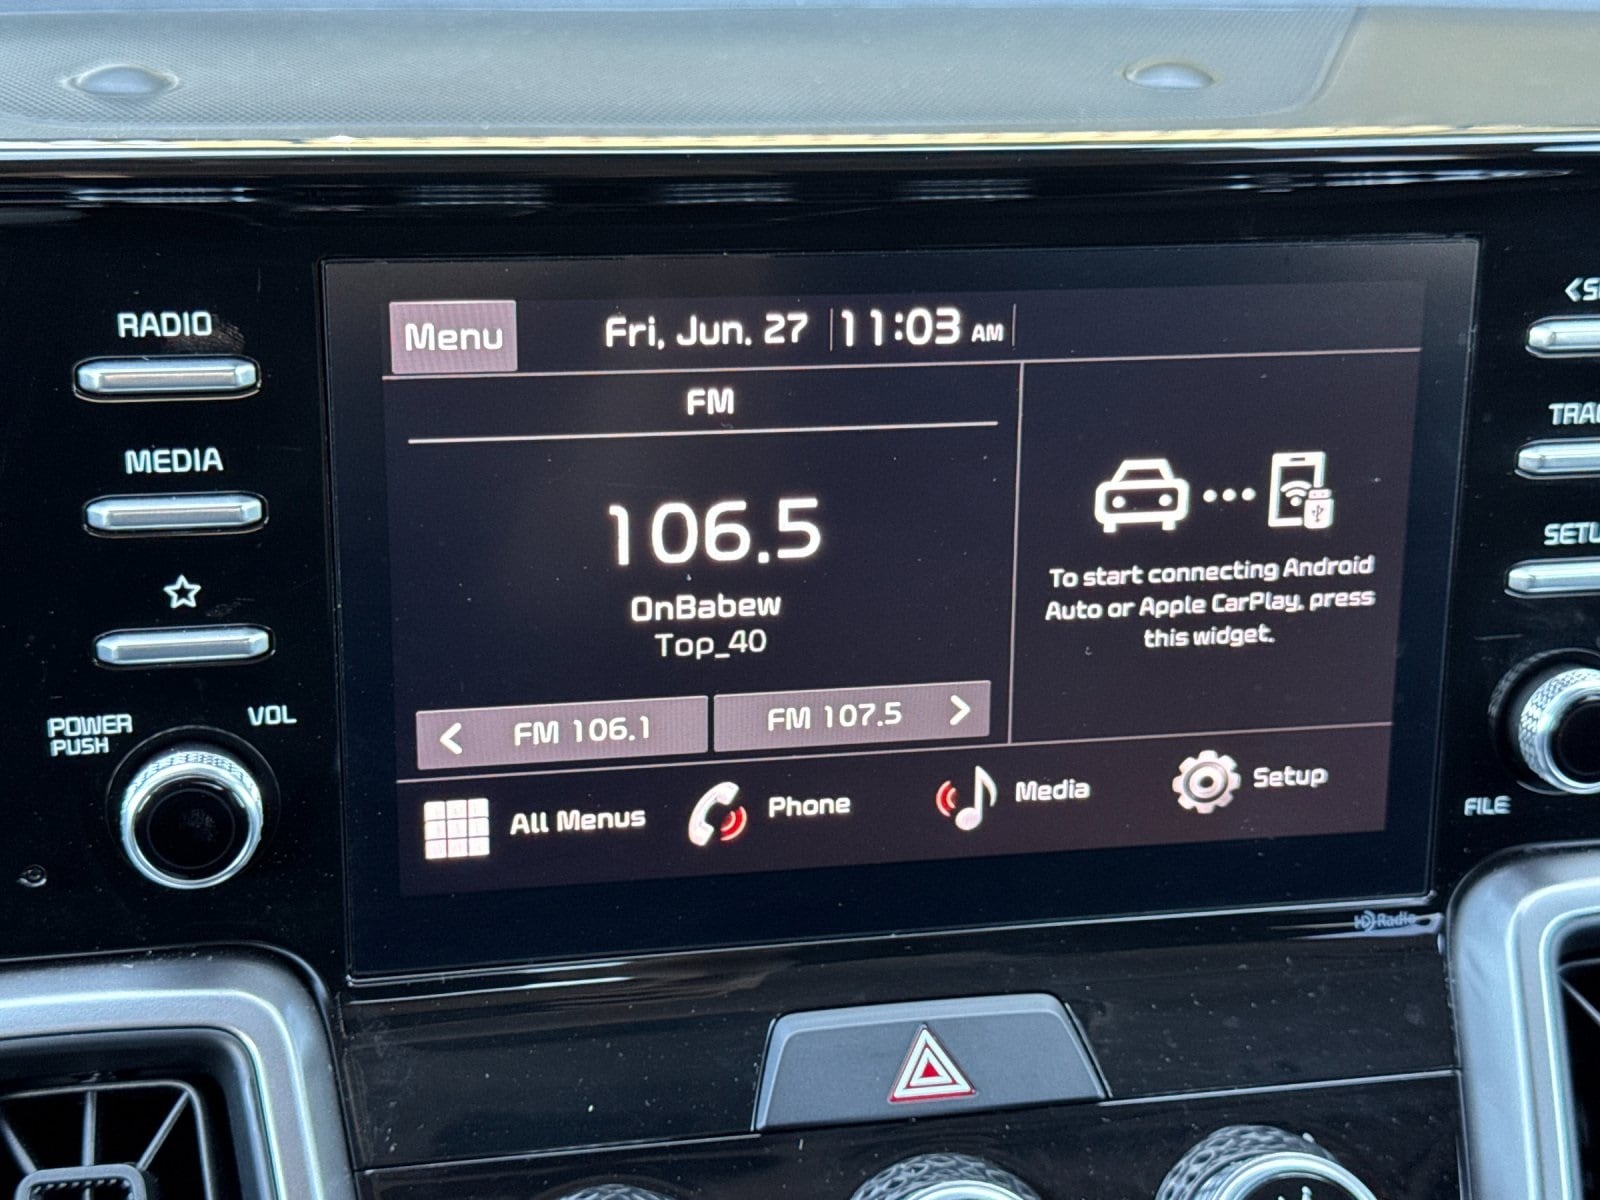 RADIO
MEDIA
POWER
PUSH
VOL
Menu
Fri, Jun. 27
11:03 AM
FM
106.5
OnBabew
Top_40
FM 106.1
FM 107.5
To start connecting Android
Auto or Apple CarPlay, press
this widget.
All Menus
Phone
Media
Setup
HD Radio
FILE